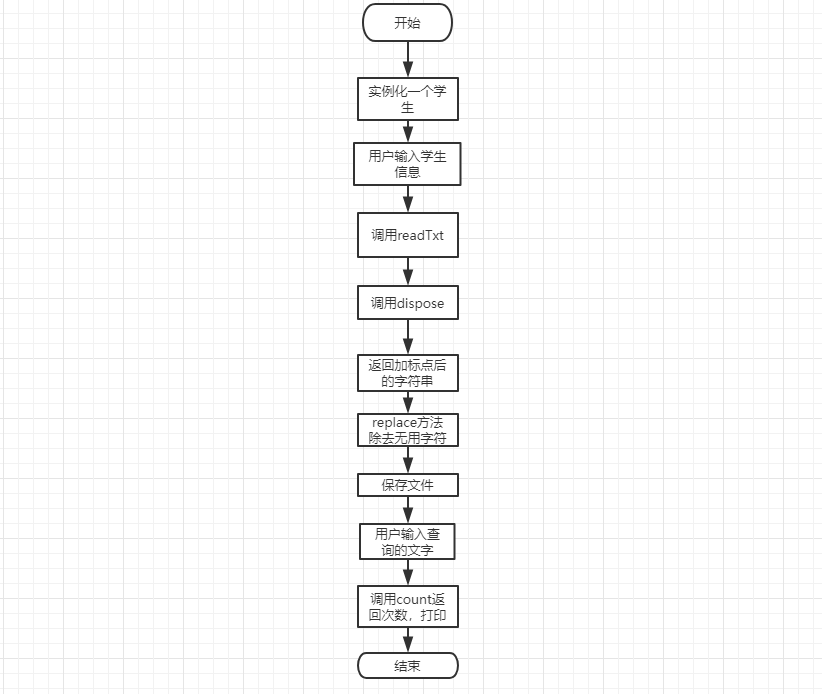 开始
实例化一个学
生
用户输入学生
信息
调用readTxt
调用dispose
返回加标点后
的字符串
replace方法
除去无用字符
保存文件
用户输入查
询的文字
调用count返
回次数，打印
结束